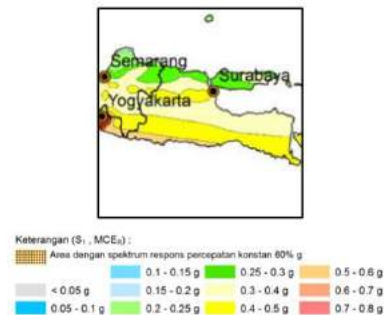 Semarang
Surabaya
Yogyakarta
Keterangan (S₁ , MCER) :
Area dengan spektrum respons percepatan konstan 60% g
0.1 - 0.15 g 0.25 - 0.3 g 0.5 - 0.6 g
< 0.05 g 0.15 - 0.2 g 0.3 - 0.4 g 0.6 - 0.7 g
0.05 - 0.1 g 0.2 - 0.25 g 0.4 - 0.5 g 0.7 - 0.8 g